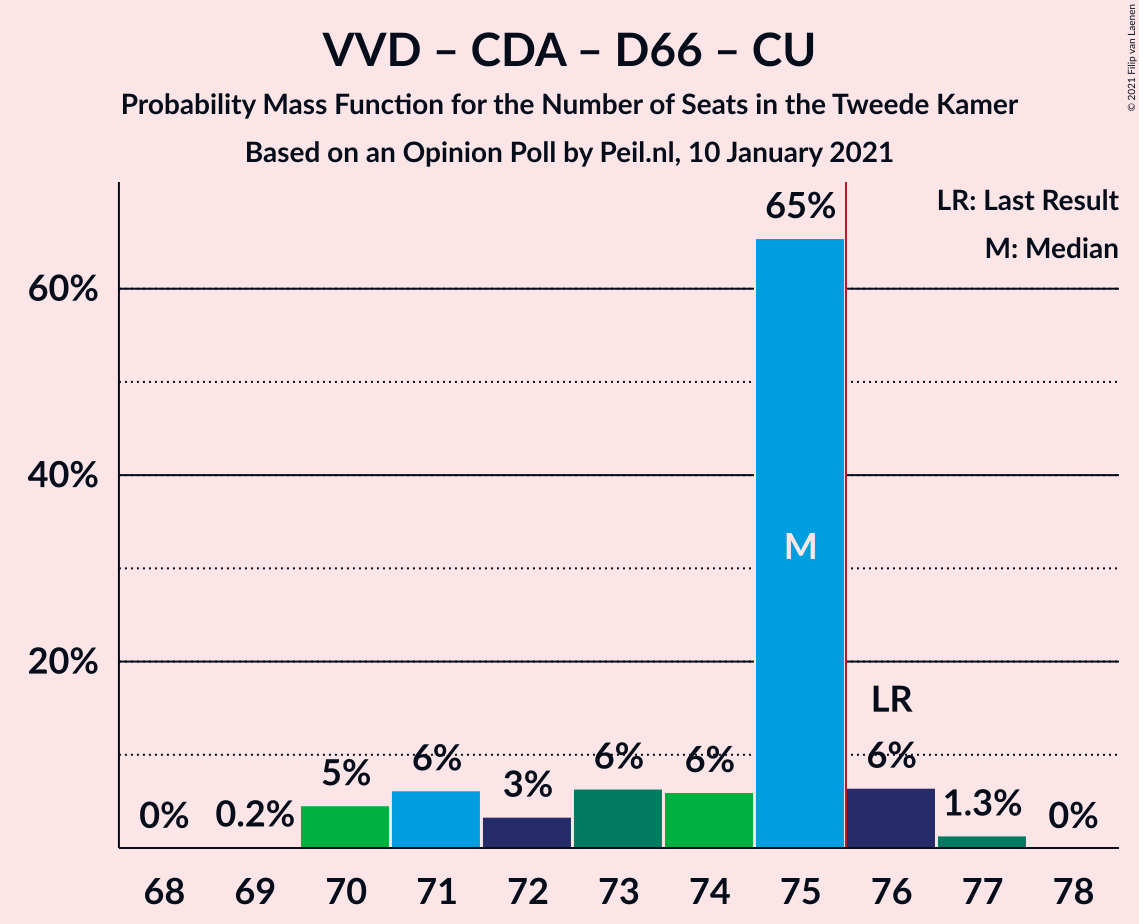 VVD – CDA – D66 – CU
Probability Mass Function for the Number of Seats in the Tweede Kamer
Based on an Opinion Poll by Peil.nl, 10 January 2021
© 2021 Filip van Laenen
LR: Last Result
M: Median
60%
40%
20%
0%
0.2%
5%
6%
3%
6%
6%
65%
M
LR
6%
1.3%
0%
68 69 70 71 72 73 74 75 76 77 78